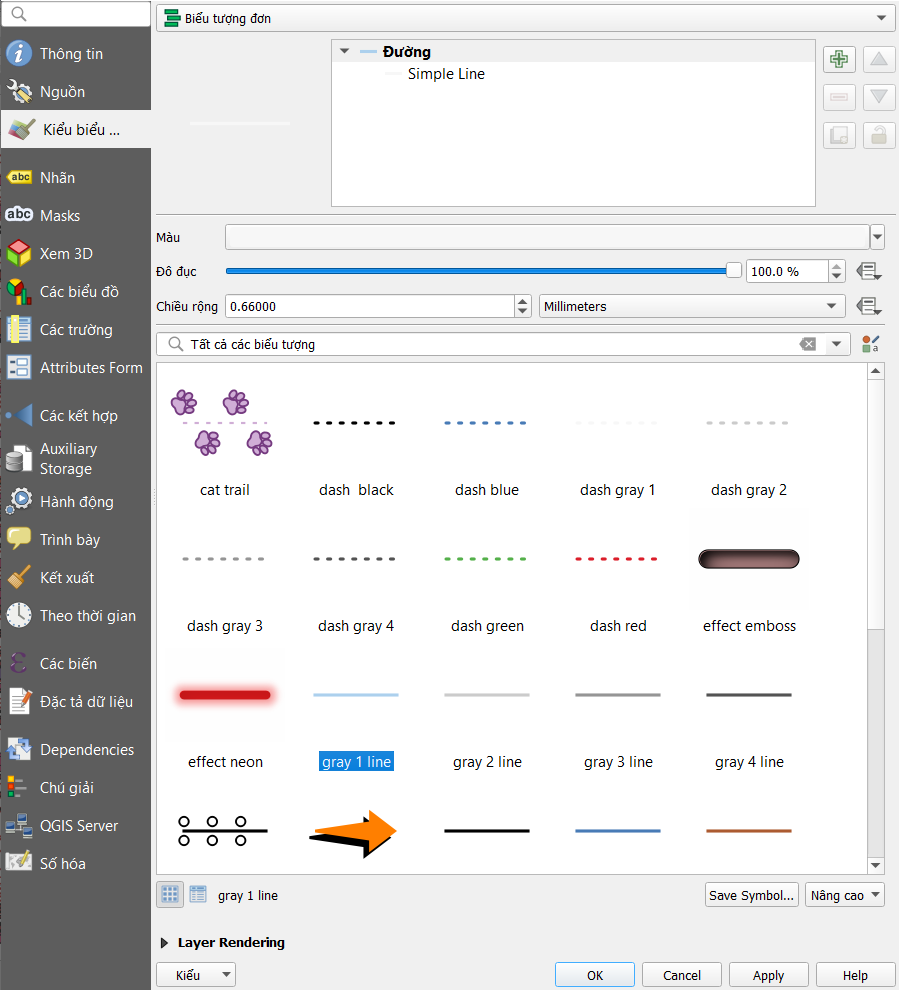 Biểu tượng đơn
Thông tin
Nguồn
Kiểu biểu ...
Nhãn
Masks
Xem 3D
Các biểu đồ
Các trường
Attributes Form
Các kết hợp
Auxiliary
Storage
Hành động
Trình bày
Kết xuất
Theo thời gian
Các biến
Đặc tả dữ liệu
Dependencies
Chú giải
QGIS Server
Số hóa
Đường
Simple Line
Màu
Đô đục
100.0 %
Chiều rộng
0.66000
Millimeters
Tất cả các biểu tượng
cat trail
dash  black
dash blue
dash gray 1
dash gray 2
dash gray 3
dash gray 4
dash green
dash red
effect emboss
effect neon
gray 1 line
gray 2 line
gray 3 line
gray 4 line
gray 1 line
Save Symbol...
Nâng cao
Layer Rendering
Kiểu
OK
Cancel
Apply
Help